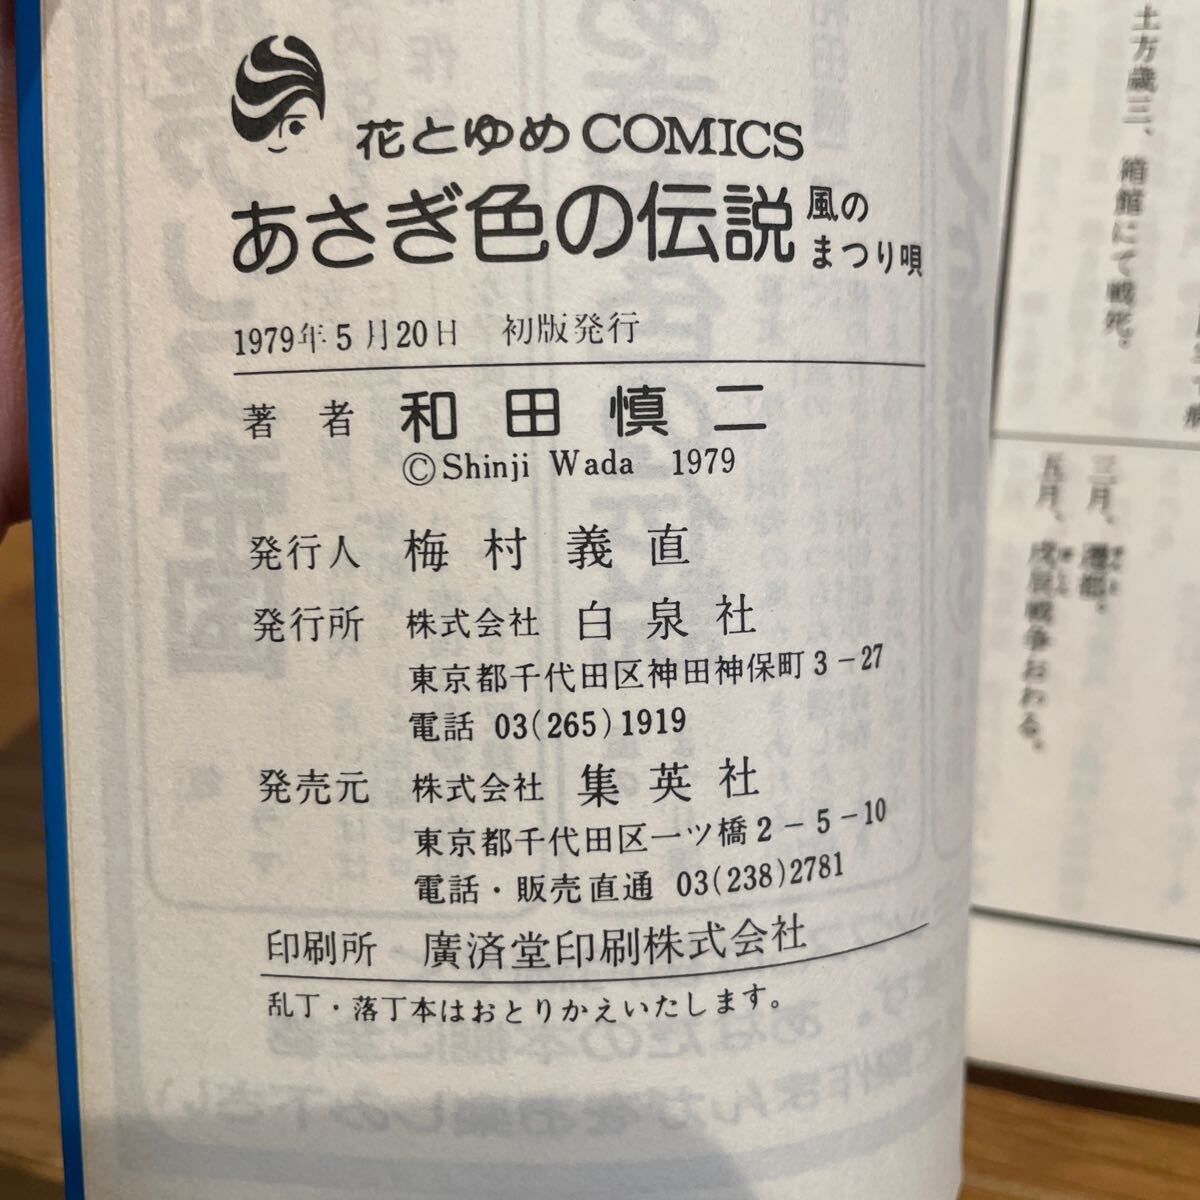 花とゆめCOMICS
あさぎ色の伝説 風の
まつり唄
1979年5月20日 初版発行
著者 和田慎二
©Shinji Wada 1979
発行人 梅村義直
発行所 株式会社 白泉社
東京都千代田区神田神保町3-27
電話 03(265)1919
発売元 株式会社 集英社
東京都千代田区一ツ橋2-5-10
電話・販売直通 03(238)2781
印刷所 廣済堂印刷株式会社
乱丁・落丁本はおとりかえいたします。
土方歳三、箱館にて戦死。
三月、遷都。
五月、戊辰戦争おわる。